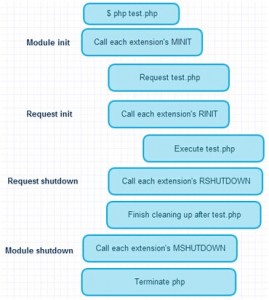 $ php test.php
Module init
Call each extension's MINIT
Request test.php
Request init
Call each extension's RINIT
Execute test.php
Request shutdown
Call each extension's RSHUTDOWN
Finish cleaning up after test.php
Module shutdown
Call each extension's MSHUTDOWN
Terminate php